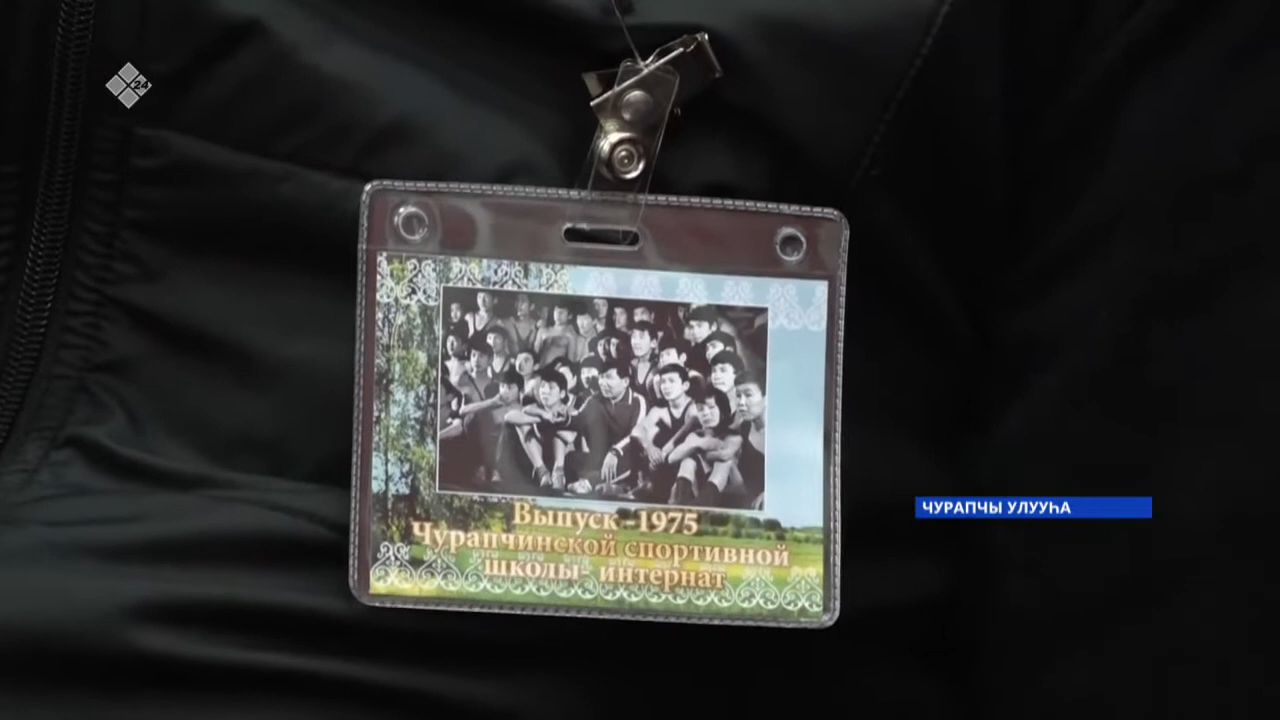 24
Выпуск -1975
Чурапчинской спортивной
школы- интернат
ЧУРАПЧЫ УЛУУҺА